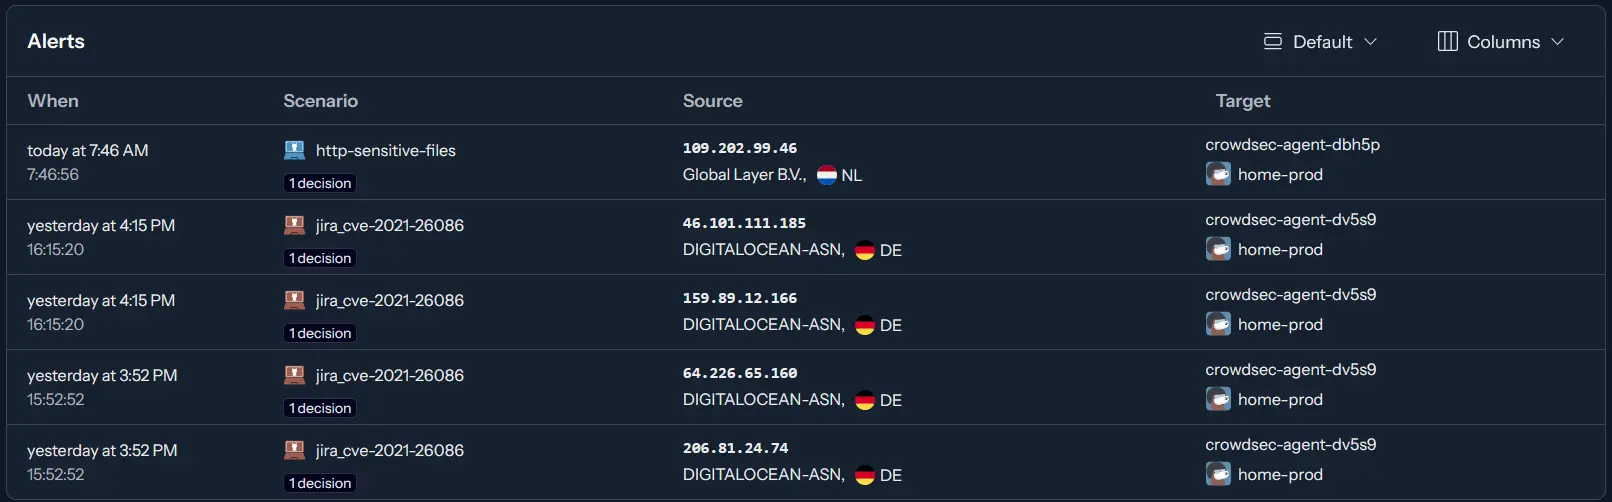 Alerts
Default
Columns
When Scenario Source Target
today at 7:46 AM http-sensitive-files 109.202.99.46 crowdsec-agent-dbh5p
7:46:56 1 decision Global Layer B.V., NL home-prod
yesterday at 4:15 PM jira_cve-2021-26086 46.101.111.185 crowdsec-agent-dv5s9
16:15:20 1 decision DIGITALOCEAN-ASN, DE home-prod
yesterday at 4:15 PM jira_cve-2021-26086 159.89.12.166 crowdsec-agent-dv5s9
16:15:20 1 decision DIGITALOCEAN-ASN, DE home-prod
yesterday at 3:52 PM jira_cve-2021-26086 64.226.65.160 crowdsec-agent-dv5s9
15:52:52 1 decision DIGITALOCEAN-ASN, DE home-prod
yesterday at 3:52 PM jira_cve-2021-26086 206.81.24.74 crowdsec-agent-dv5s9
15:52:52 1 decision DIGITALOCEAN-ASN, DE home-prod